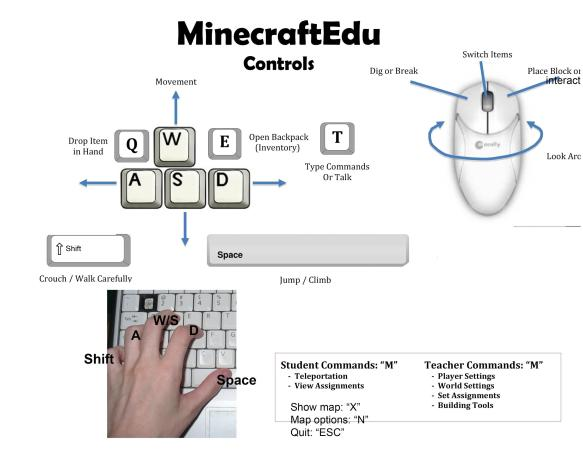 MinecraftEdu
Controls
Movement
Switch Items
Dig or Break
Place Block or
interact
Drop Item
in Hand
Q
W
E
Open Backpack
(Inventory)
T
Type Commands
Or Talk
A
S
D
Look Arc
Shift
Space
Crouch / Walk Carefully
Jump / Climb
A
W/S
D
Shift
Space
Student Commands: “M”
- Teleportation
- View Assignments
Show map: “X”
Map options: “N”
Quit: “ESC”
Teacher Commands: “M”
- Player Settings
- World Settings
- Set Assignments
- Building Tools